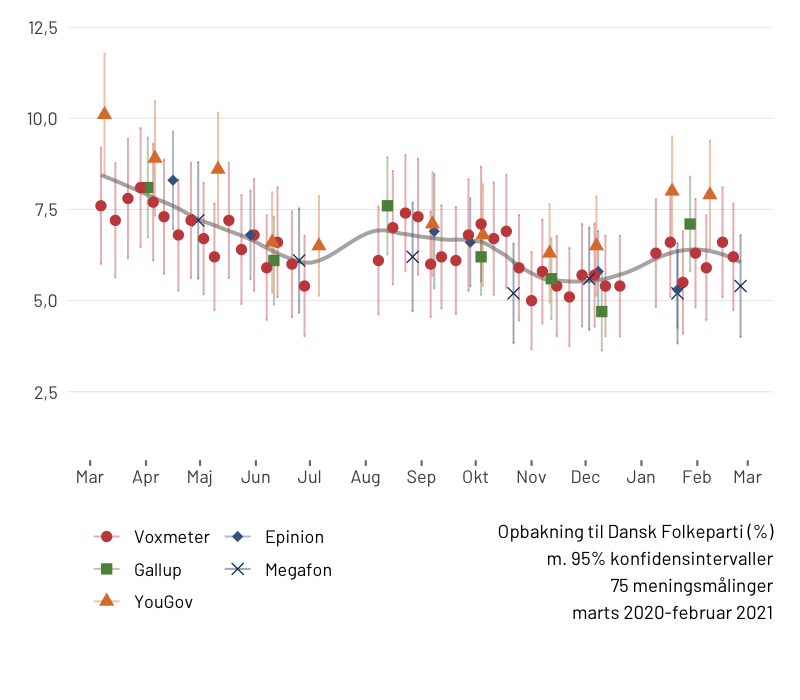 12,5
10,0
7,5
5,0
2,5
Mar Apr Maj Jun Jul Aug Sep Okt Nov Dec Jan Feb Mar
Voxmeter Epinion
Gallup Megafon
YouGov
Opbakning til Dansk Folkeparti (%)
m. 95% konfidensintervaller
75 meningsmålinger
marts 2020-februar 2021